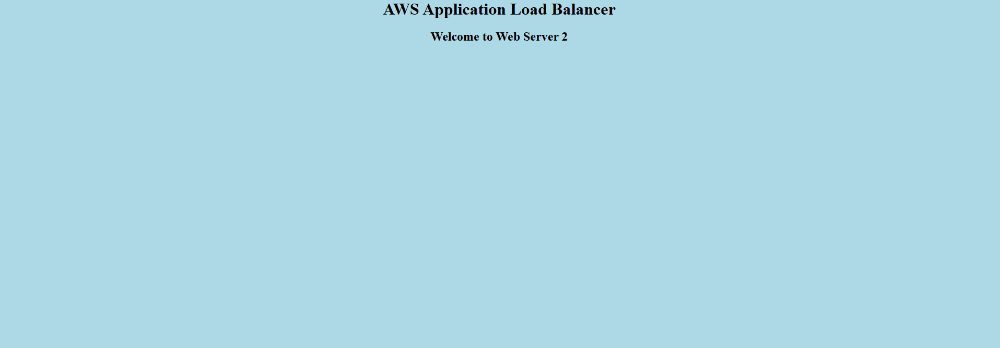 AWS Application Load Balancer
Welcome to Web Server 2